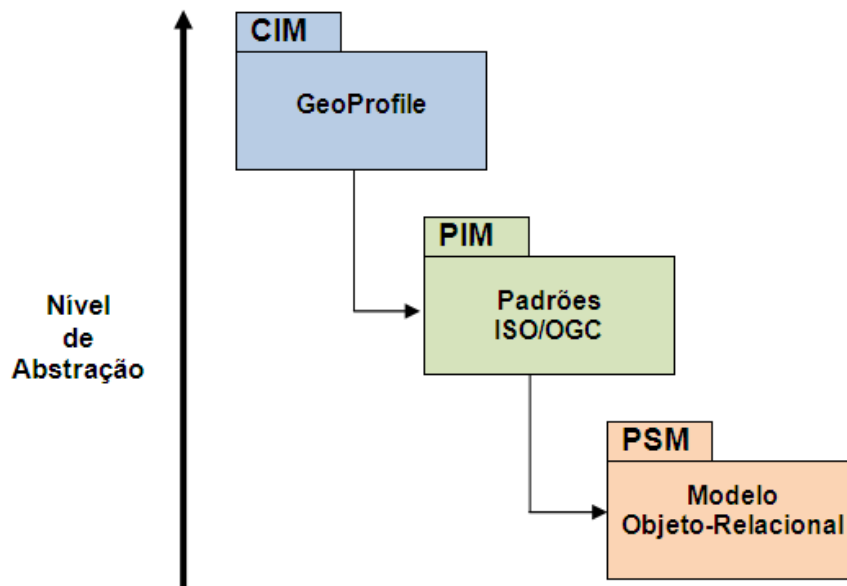 CIM
GeoProfile
PIM
Padrões
ISO/OGC
Nível
de
Abstração
PSM
Modelo
Objeto-Relacional